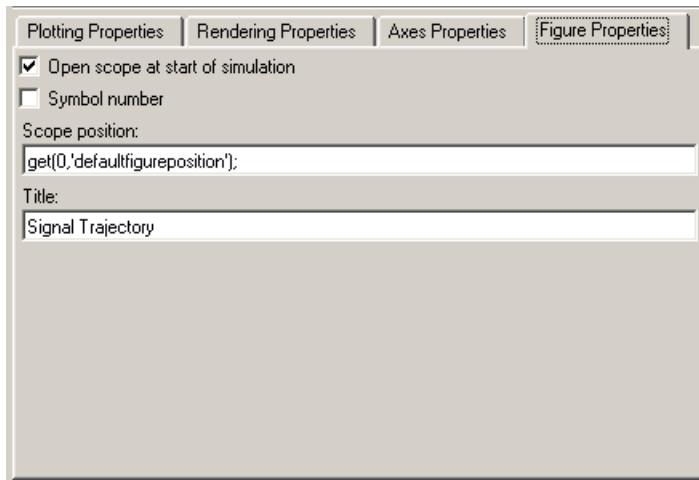 Plotting Properties Rendering Properties Axes Properties Figure Properties
Open scope at start of simulation
Symbol number
Scope position:
get(0,'defaultfigureposition');
Title:
Signal Trajectory